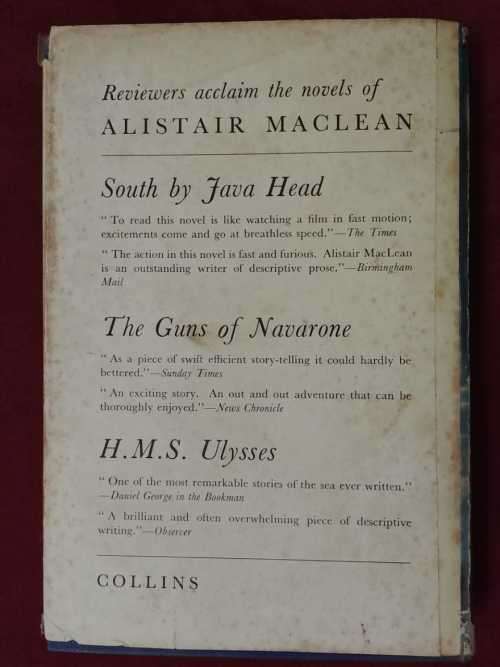 Reviewers acclaim the novels of
ALISTAIR MACLEAN
South by Java Head
“ To read this novel is like watching a film in fast motion;
excitements come and go at breathless speed.”—The Times
“ The action in this novel is fast and furious. Alistair MacLean
is an outstanding writer of descriptive prose.”—Birmingham
Mail
The Guns of Navarone
“ As a piece of swift efficient story-telling it could hardly be
bettered.”—Sunday Times
“ An exciting story. An out and out adventure that can be
thoroughly enjoyed.”—News Chronicle
H.M.S. Ulysses
“ One of the most remarkable stories of the sea ever written.”
—Daniel George in the Bookman
“ A brilliant and often overwhelming piece of descriptive
writing.”—Observer
COLLINS